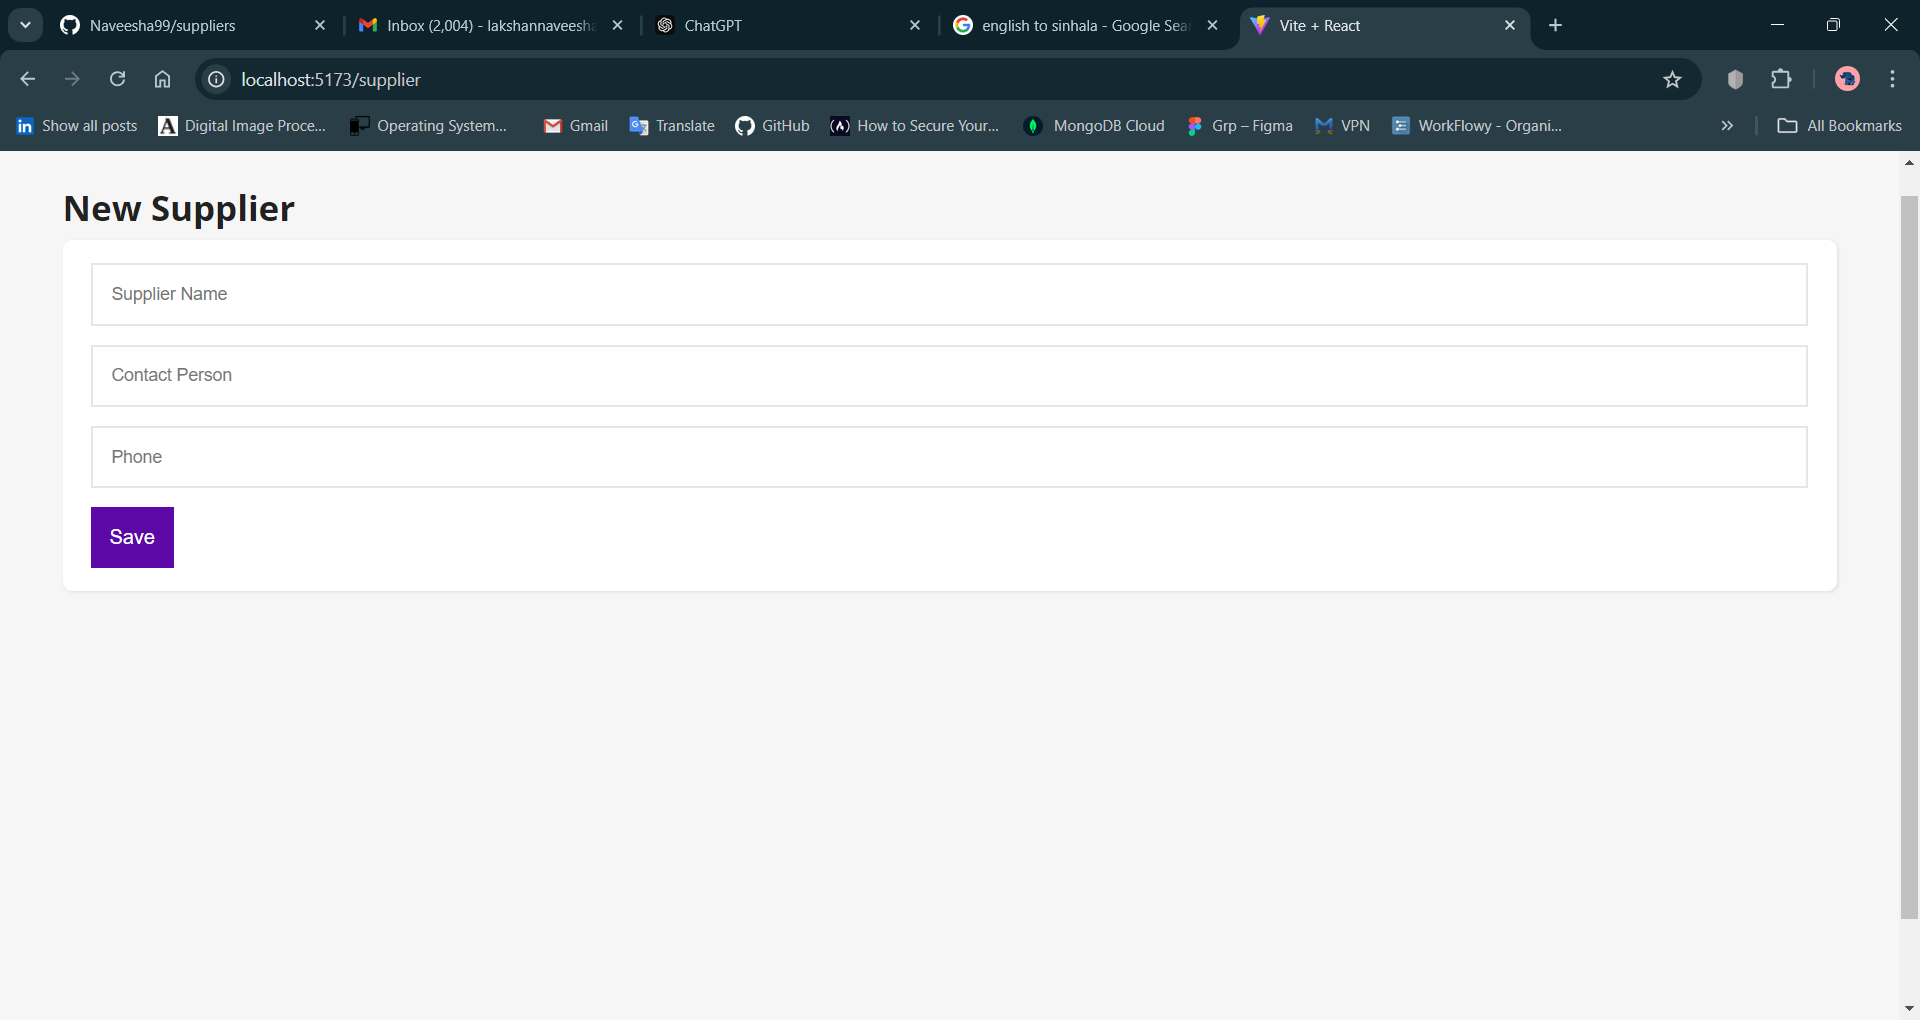 Naveesha99/suppliers
Inbox (2,004) - lakshannaveesha
ChatGPT
english to sinhala - Google Sea
Vite + React
localhost:5173/supplier
Show all posts
Digital Image Proce...
Operating System...
Gmail
Translate
GitHub
How to Secure Your...
MongoDB Cloud
Grp – Figma
VPN
WorkFlowy - Organi...
All Bookmarks
New Supplier
Supplier Name
Contact Person
Phone
Save